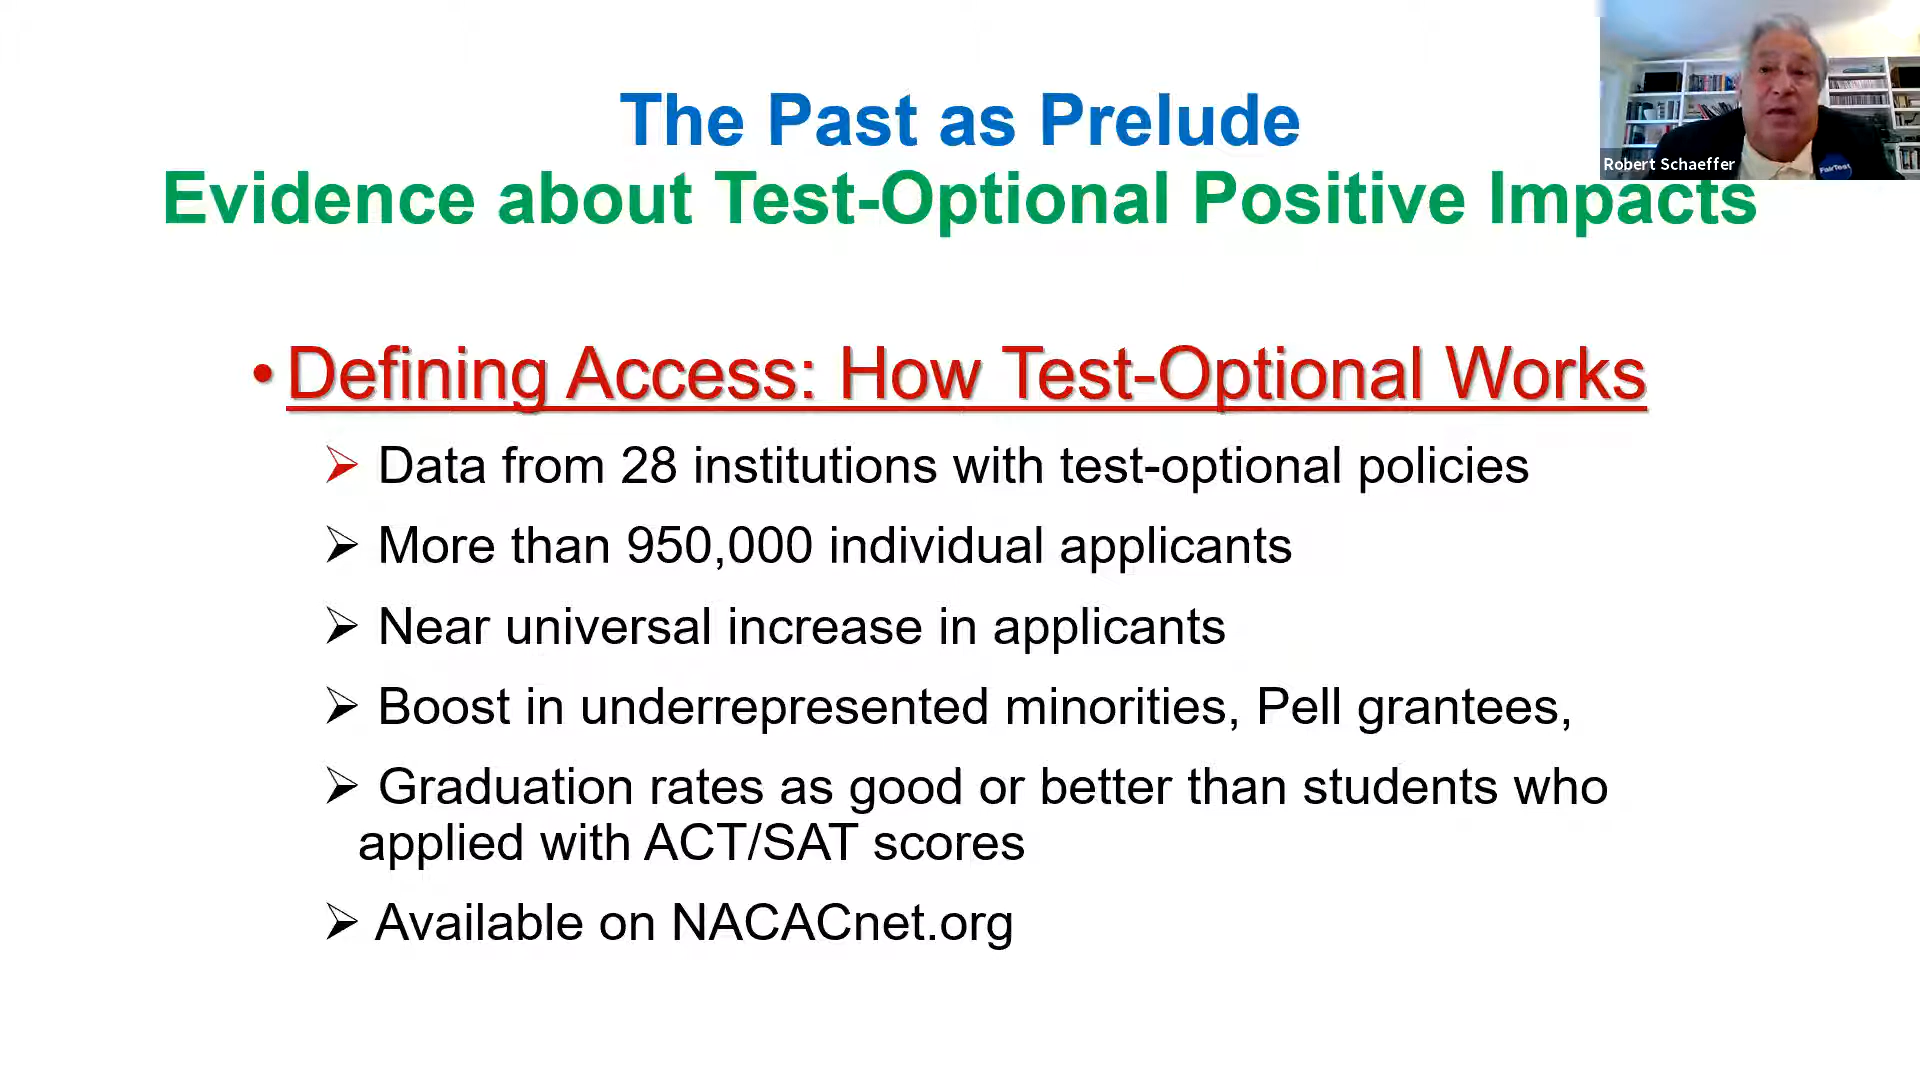 The Past as Prelude
Evidence about Test-Optional Positive Impacts
Robert Schaeffer
FairTest
• Defining Access: How Test-Optional Works
➢ Data from 28 institutions with test-optional policies
➢ More than 950,000 individual applicants
➢ Near universal increase in applicants
➢ Boost in underrepresented minorities, Pell grantees,
➢ Graduation rates as good or better than students who
applied with ACT/SAT scores
➢ Available on NACACnet.org